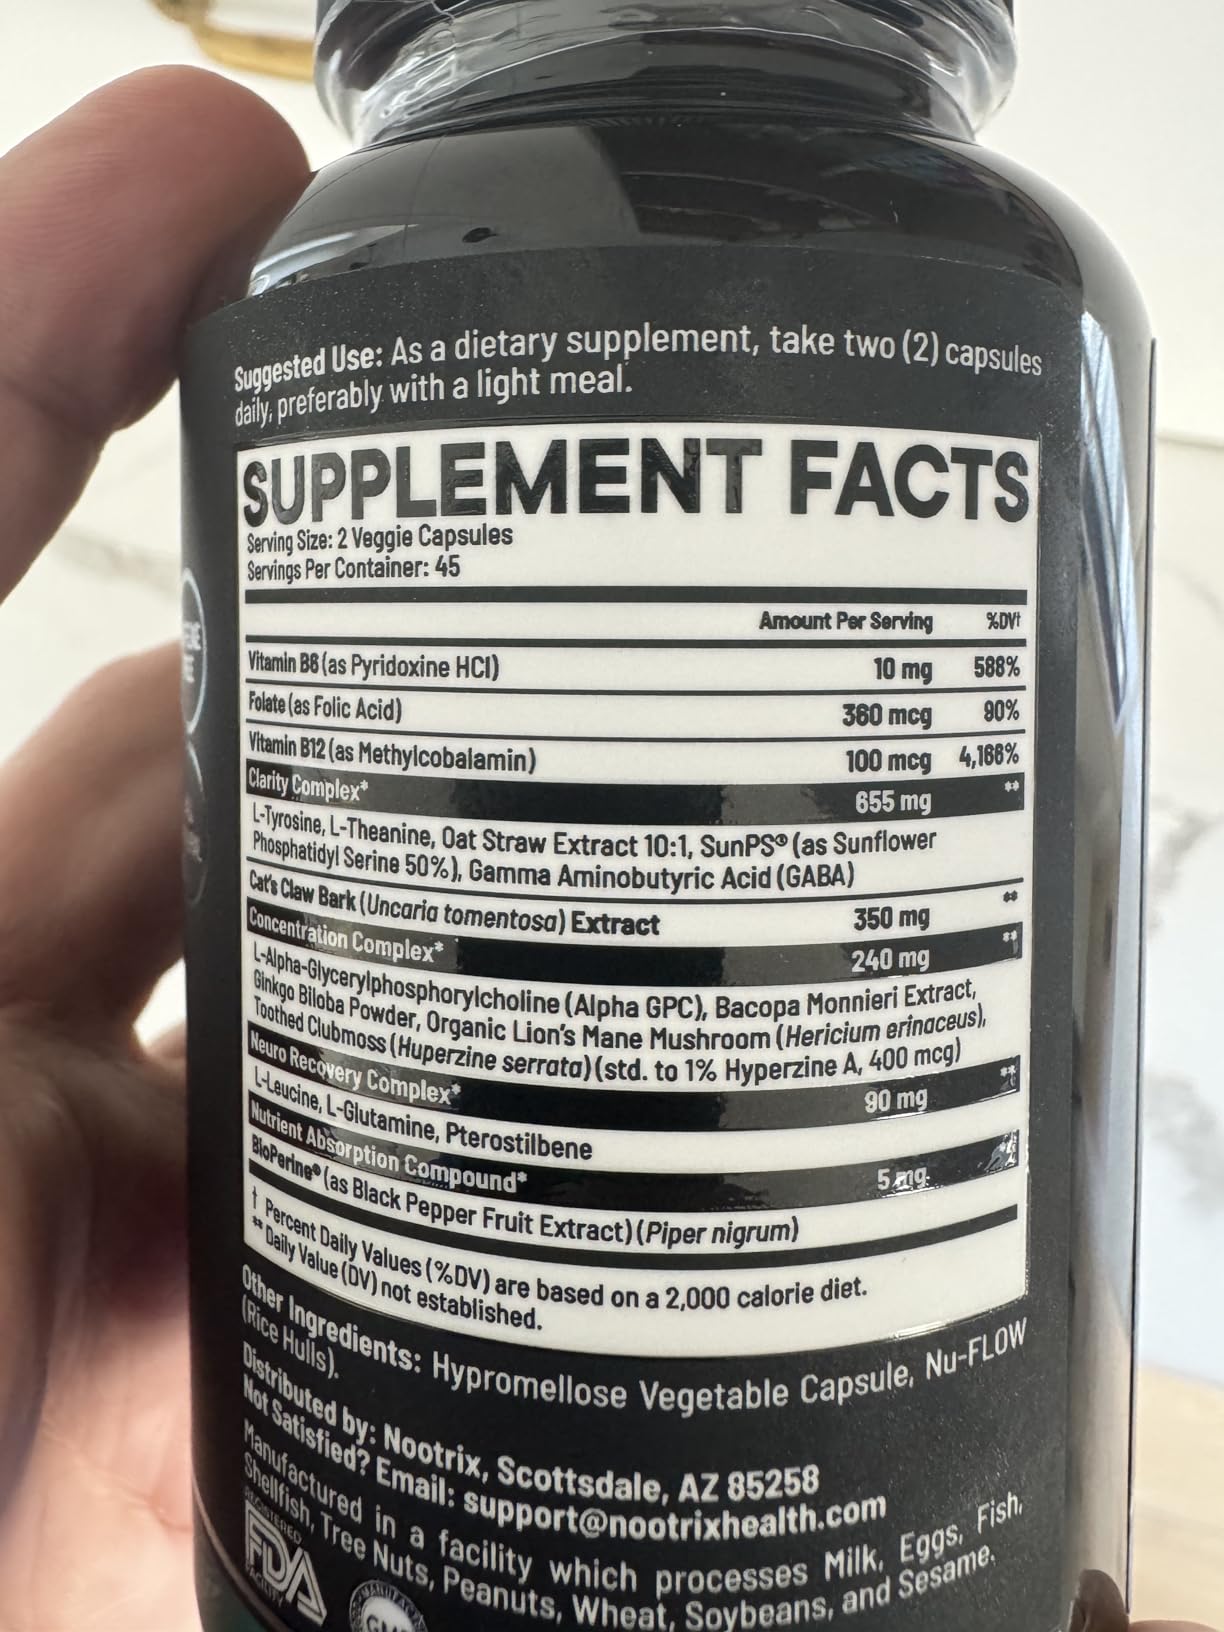 Suggested Use: As a dietary supplement, take two (2) capsules
daily, preferably with a light meal.
SUPPLEMENT FACTS
Serving Size: 2 Veggie Capsules
Servings Per Container: 45
Amount Per Serving %DV†
Vitamin B6 (as Pyridoxine HCl) 10 mg 588%
Folate (as Folic Acid) 360 mcg 90%
Vitamin B12 (as Methylcobalamin) 100 mcg 4,166%
Clarity Complex* 655 mg **
L-Tyrosine, L-Theanine, Oat Straw Extract 10:1, SunPS® (as Sunflower
Phosphatidyl Serine 50%), Gamma Aminobutyric Acid (GABA)
Cat's Claw Bark (Uncaria tomentosa) Extract 350 mg **
Concentration Complex* 240 mg **
L-Alpha-Glycerylphosphorylcholine (Alpha GPC), Bacopa Monnieri Extract,
Ginkgo Biloba Powder, Organic Lion's Mane Mushroom (Hericium erinaceus),
Toothed Clubmoss (Huperzine serrata) (std. to 1% Hyperzine A, 400 mcg)
Neuro Recovery Complex* 90 mg **
L-Leucine, L-Glutamine, Pterostilbene
Nutrient Absorption Compound* 5 mg **
BioPerine® (as Black Pepper Fruit Extract) (Piper nigrum)
† Percent Daily Values (%DV) are based on a 2,000 calorie diet.
** Daily Value (DV) not established.
Other Ingredients: Hypromellose Vegetable Capsule, Nu-FLOW
(Rice Hulls).
Distributed by: Nootrix, Scottsdale, AZ 85258
Not Satisfied? Email: support@nootrixhealth.com
Manufactured in a facility which processes Milk, Eggs, Fish,
Shellfish, Tree Nuts, Peanuts, Wheat, Soybeans, and Sesame.
REGISTERED
FDA
FACILITY